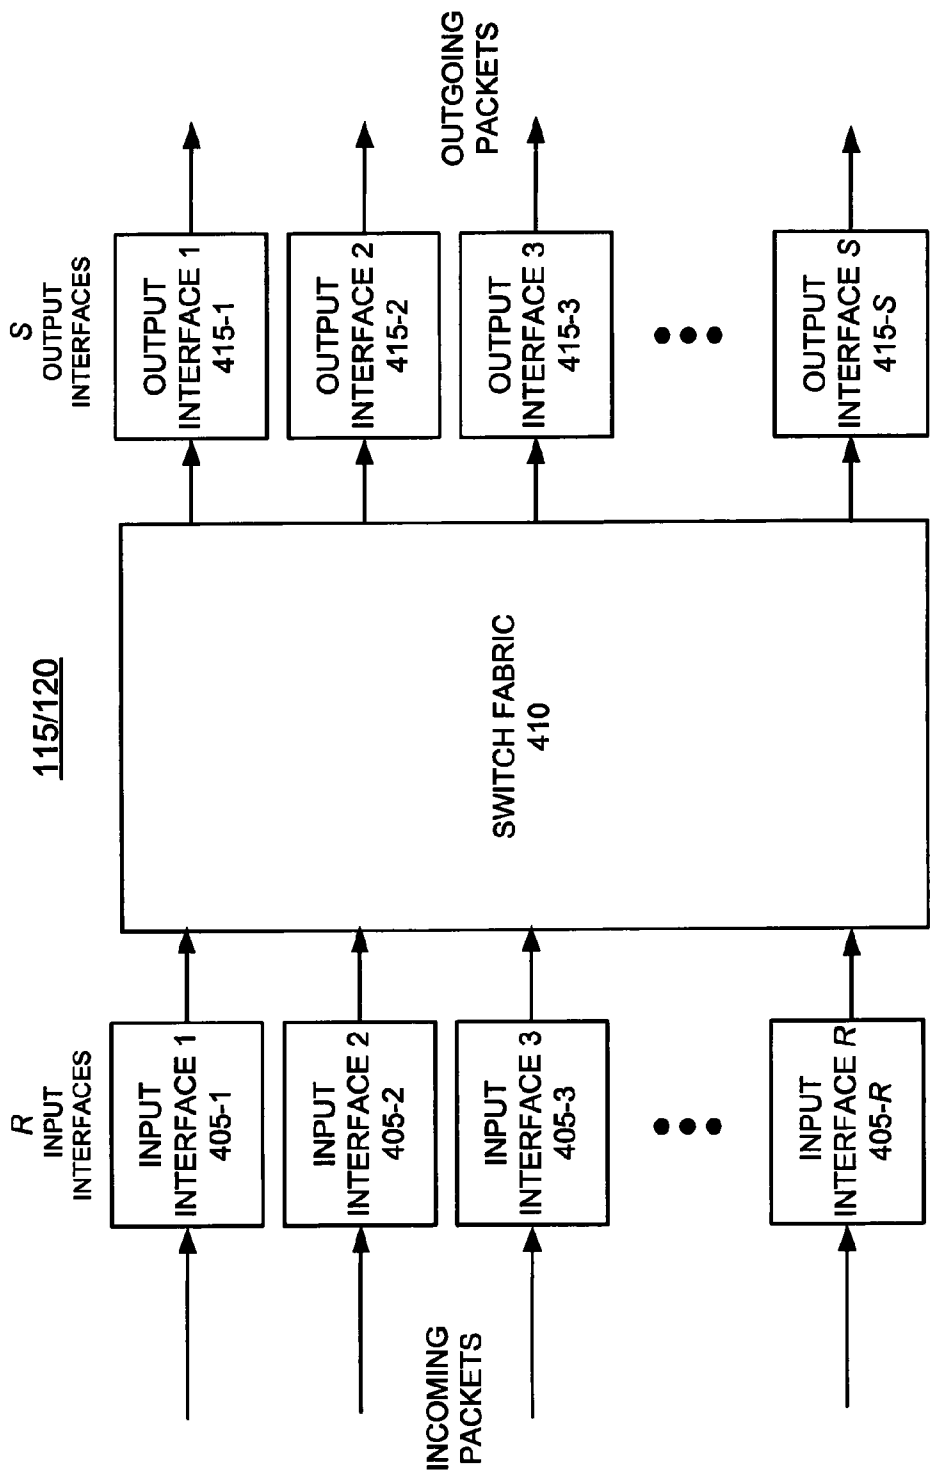 115/120
R
INPUT
INTERFACES
S
OUTPUT
INTERFACES
INCOMING
PACKETS
INPUT
INTERFACE 1
405-1
INPUT
INTERFACE 2
405-2
INPUT
INTERFACE 3
405-3
INPUT
INTERFACE R
405-R
SWITCH FABRIC
410
OUTPUT
INTERFACE 1
415-1
OUTPUT
INTERFACE 2
415-2
OUTPUT
INTERFACE 3
415-3
OUTPUT
INTERFACE S
415-S
OUTGOING
PACKETS